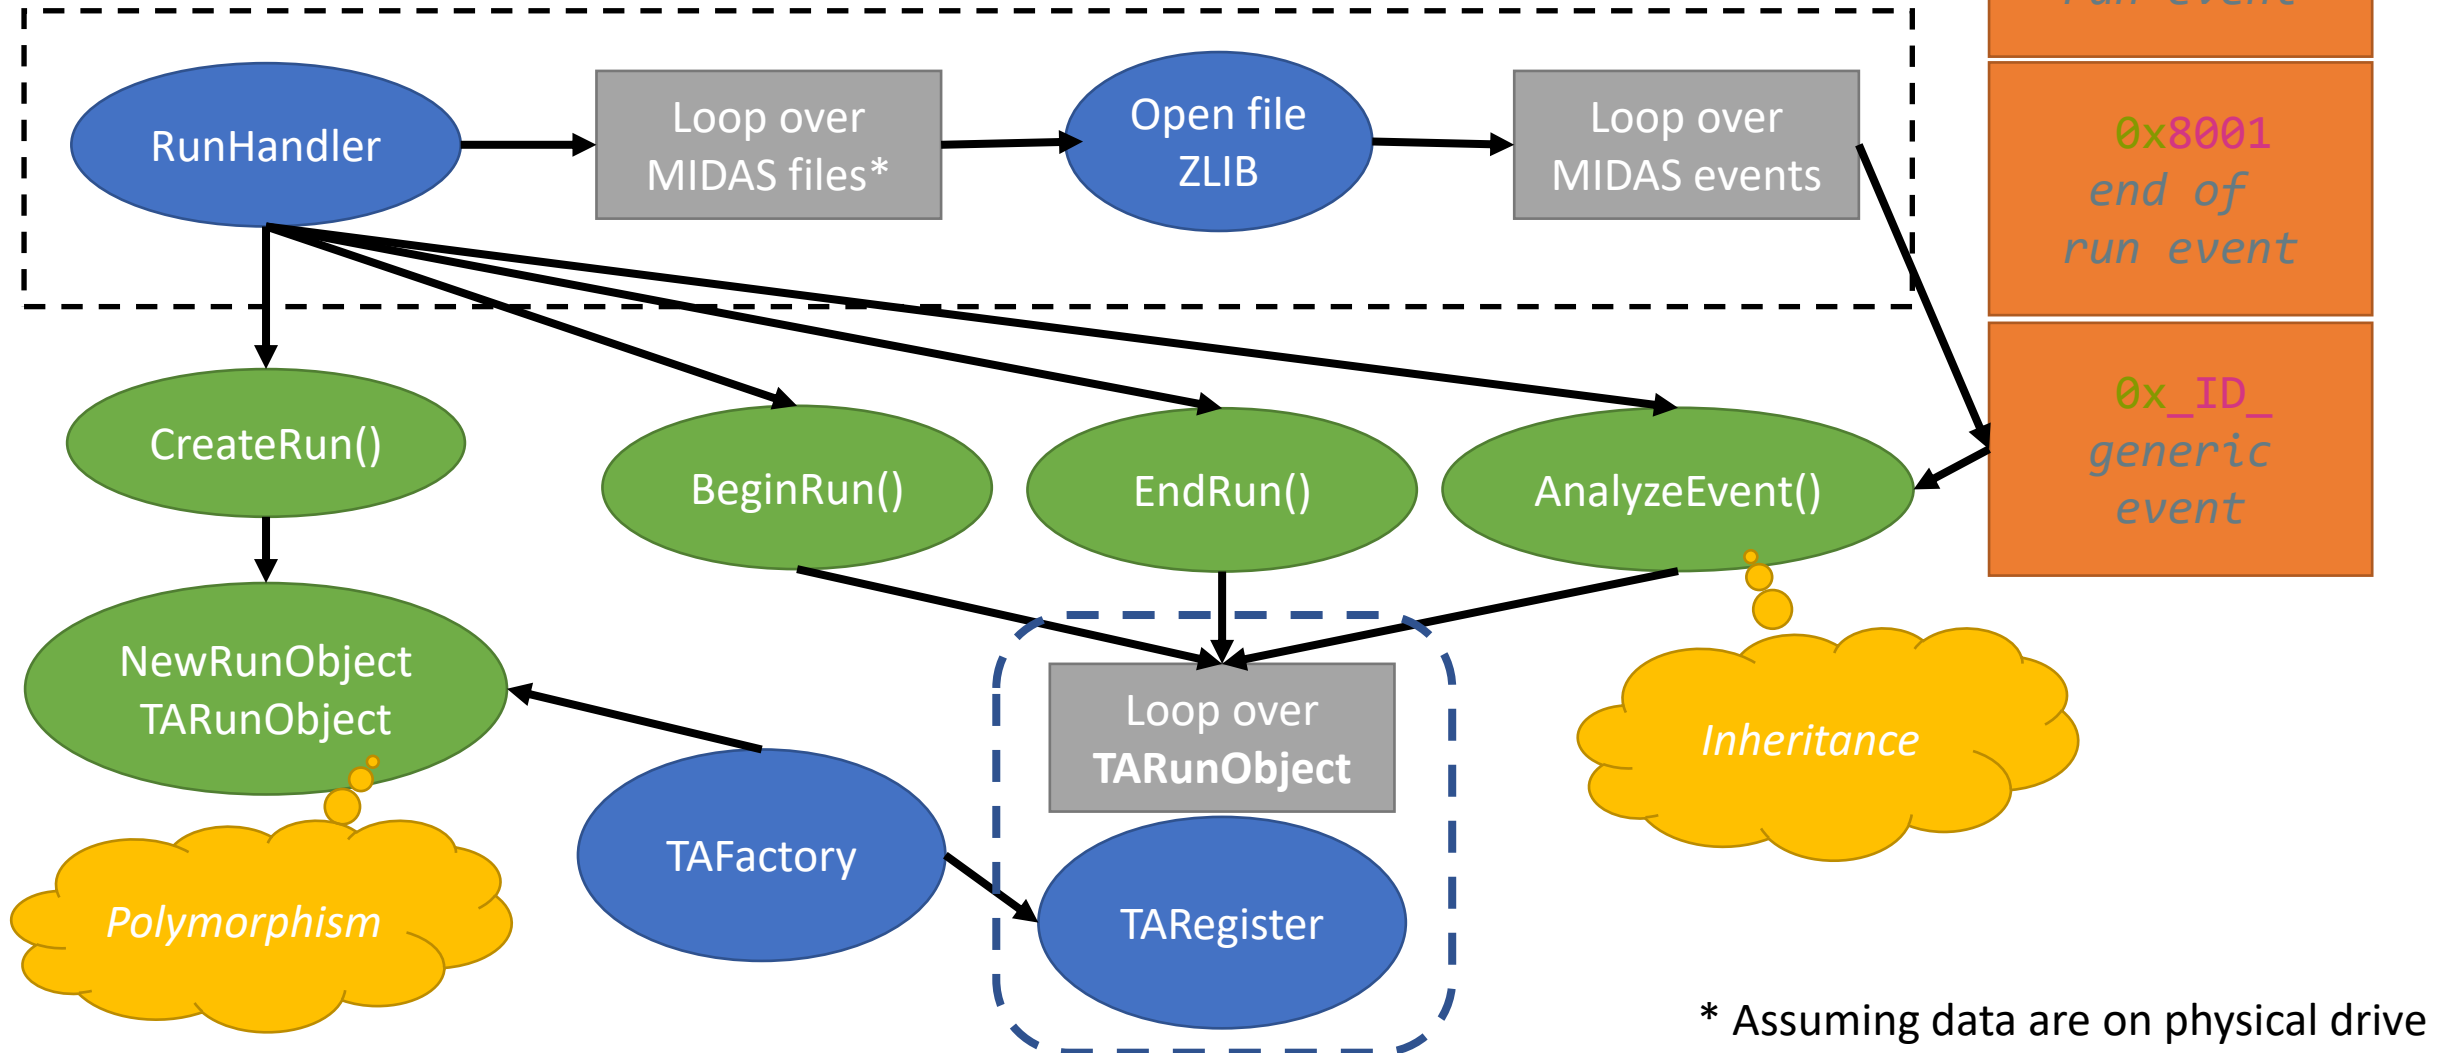 run event
RunHandler
Loop over
MIDAS files*
Open file
ZLIB
Loop over
MIDAS events
0x8001
end of
run event
CreateRun()
BeginRun()
EndRun()
AnalyzeEvent()
0x_ID_
generic
event
NewRunObject
TARunObject
Loop over
TARunObject
Inheritance
TAFactory
TARegister
Polymorphism
* Assuming data are on physical drive